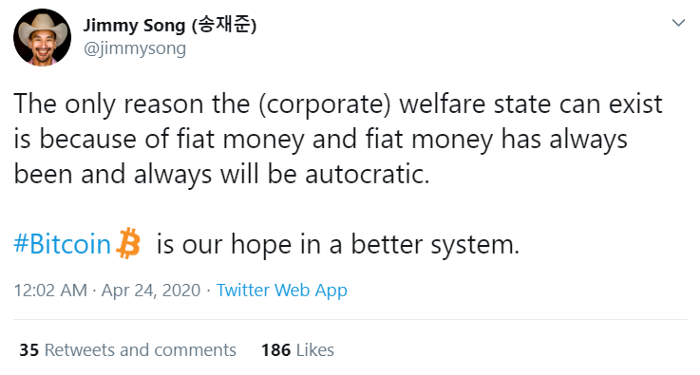 Jimmy Song (송재준)
@jimmysong
The only reason the (corporate) welfare state can exist
is because of fiat money and fiat money has always
been and always will be autocratic.
#Bitcoin is our hope in a better system.
12:02 AM · Apr 24, 2020 · Twitter Web App
35 Retweets and comments 186 Likes